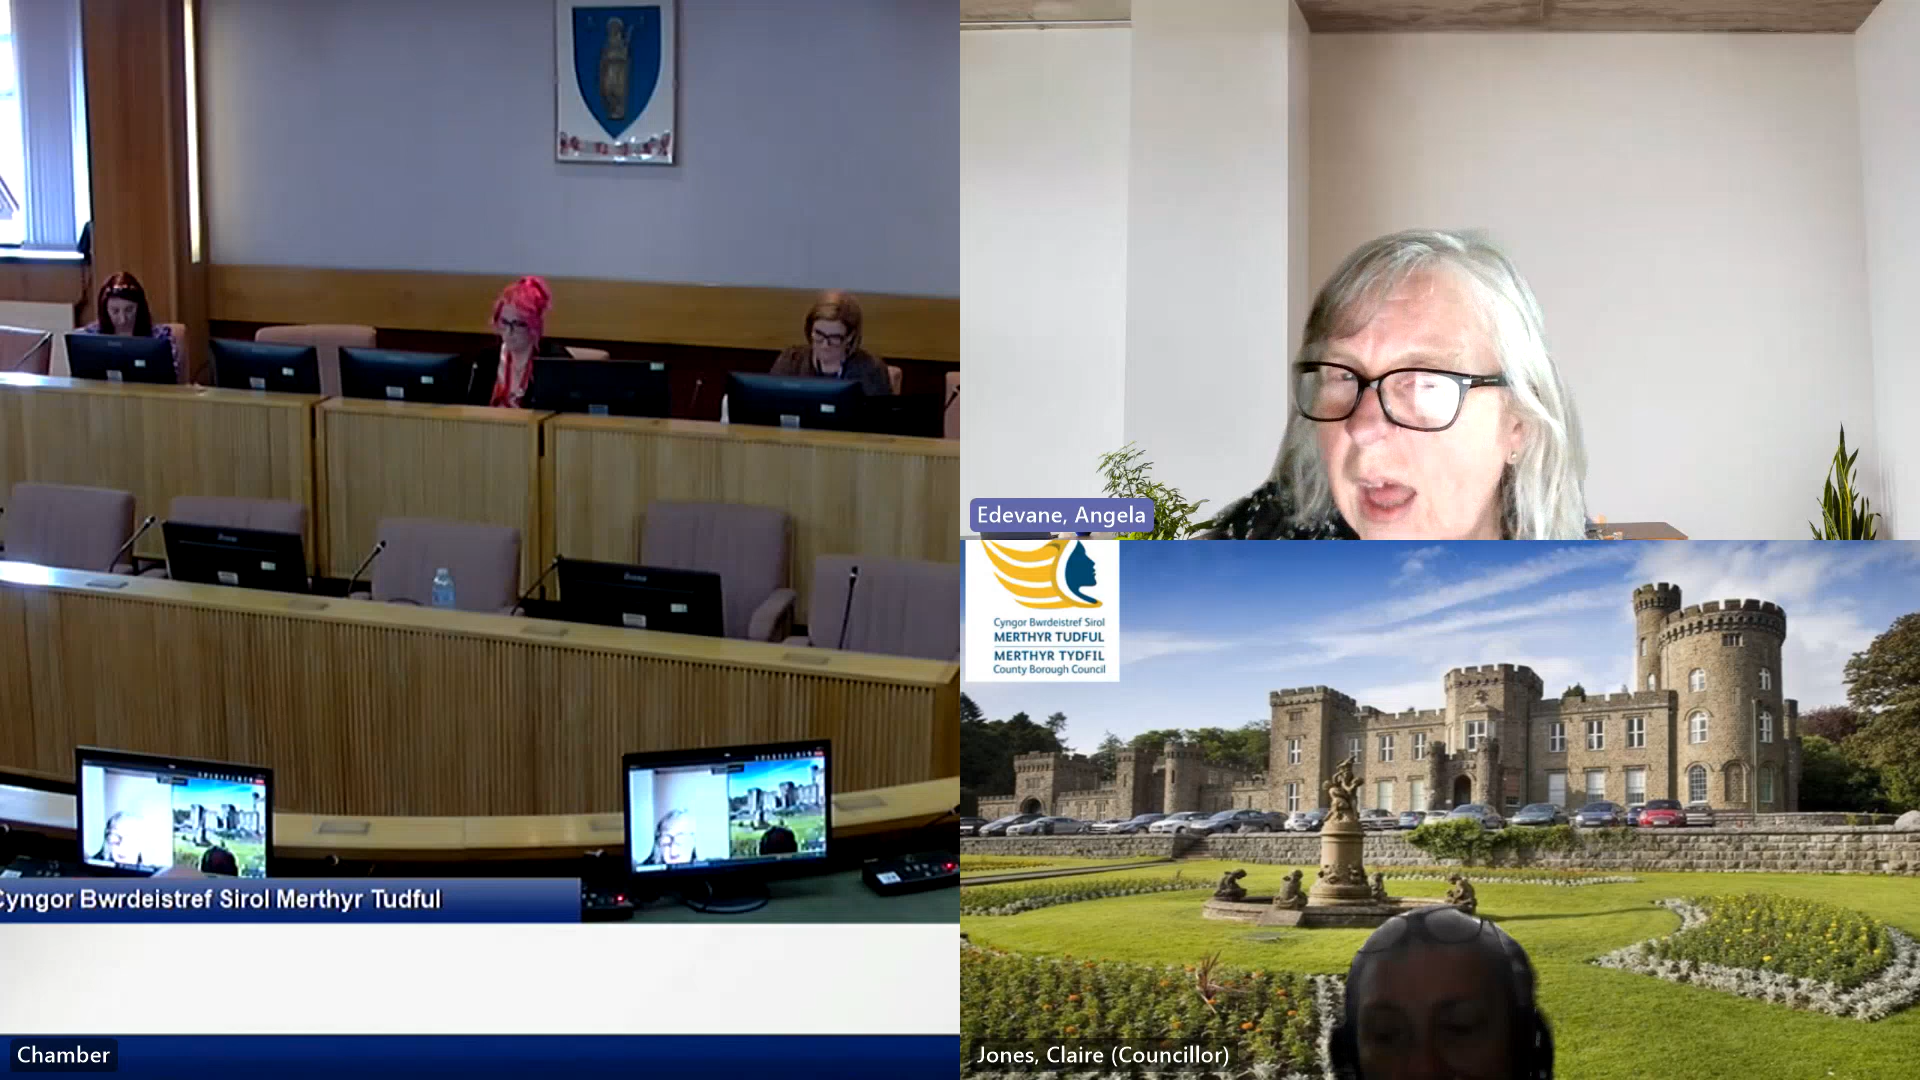 Cyngor Bwrdeistref Sirol Merthyr Tudful
Chamber
Edevane, Angela
Cyngor Bwrdeistref Sirol
MERTHYR TUDFUL
MERTHYR TYDFIL
County Borough Council
Jones, Claire (Councillor)